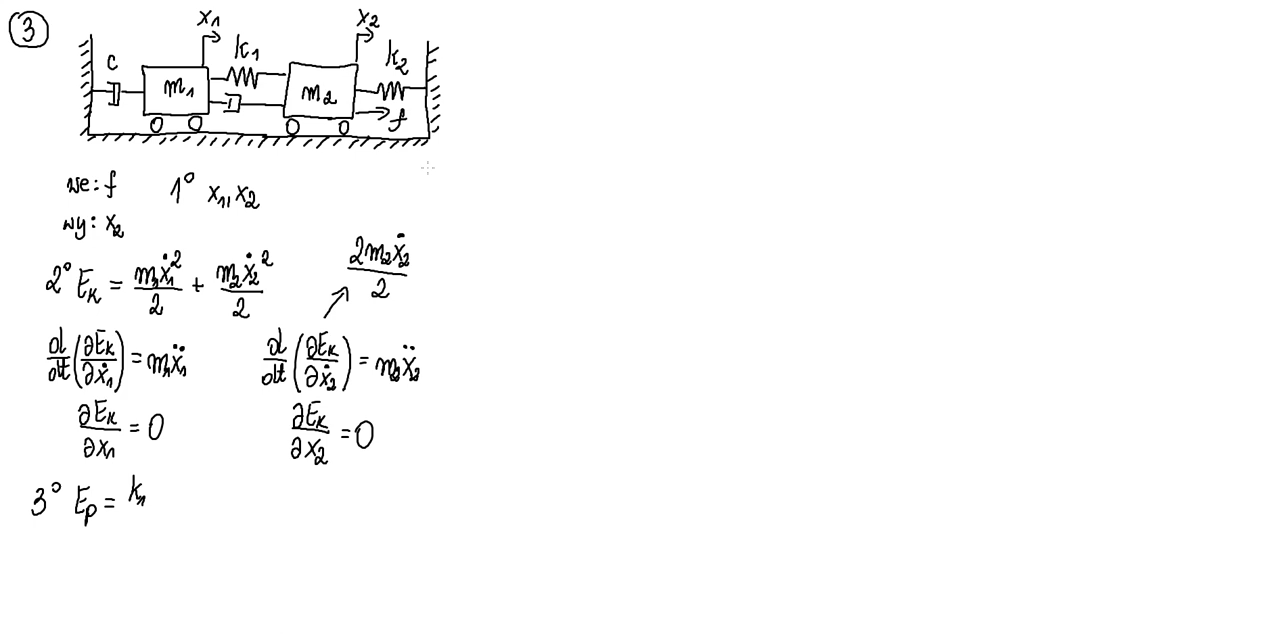 ③
x₁ x₂
c k₁ k₂
m₁ m₂
f
we: f 1° x₁, x₂
wy: x₂
2° Eₖ = m₁ẋ₁²/2 + m₂ẋ₂²/2 2m₂ẋ₂/2
d/dt(∂Eₖ/∂ẋ₁) = m₁ẍ₁ d/dt(∂Eₖ/∂ẋ₂) = m₂ẍ₂
∂Eₖ/∂x₁ = 0 ∂Eₖ/∂x₂ = 0
3° Eₚ = k₁